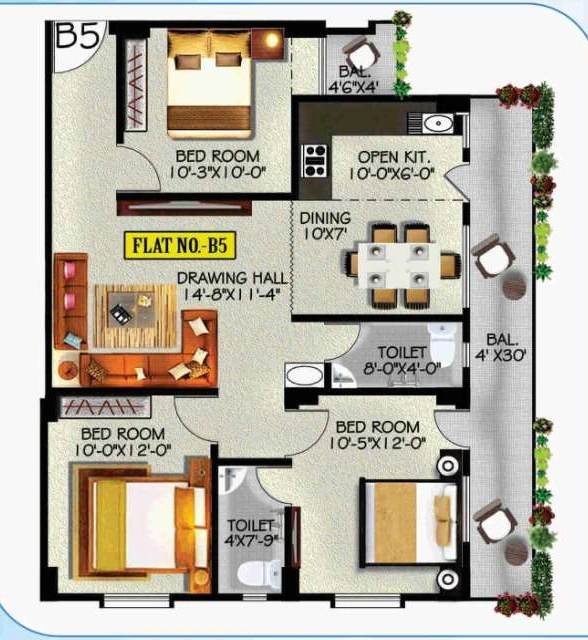 B5
BAL.
4'6"X4'
BED ROOM
10'-3"X10'-0"
OPEN KIT.
10'-0"X6'-0"
DINING
10'X7'
FLAT NO.-B5
DRAWING HALL
14'-8"X11'-4"
TOILET
8'-0"X4'-0"
BAL.
4' X30'
BED ROOM
10'-0"X12'-0"
BED ROOM
10'-5"X12'-0"
TOILET
4'X7'-9"